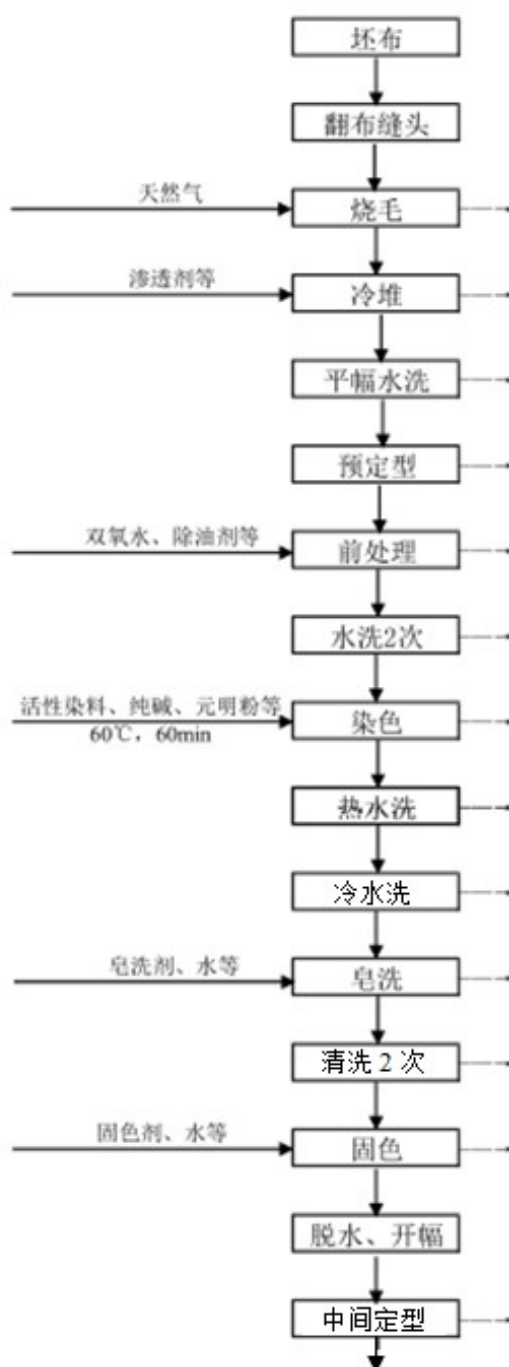 坯布
翻布缝头
天然气
烧毛
渗透剂等
冷堆
平幅水洗
预定型
双氧水、除油剂等
前处理
水洗2次
活性染料、纯碱、元明粉等
60℃，60min
染色
热水洗
冷水洗
皂洗剂、水等
皂洗
清洗 2 次
固色剂、水等
固色
脱水、开幅
中间定型